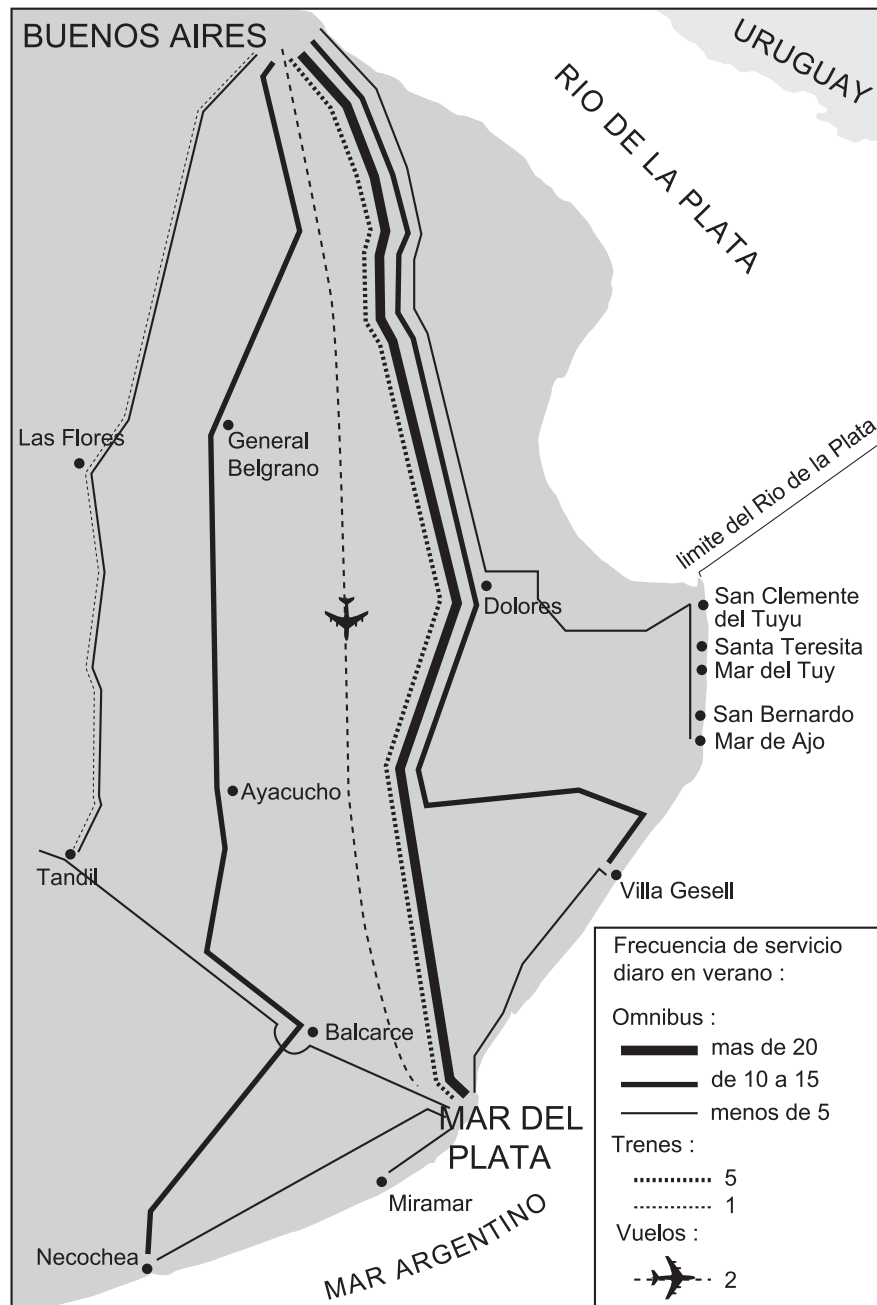 BUENOS AIRES
URUGUAY
RIO DE LA PLATA
Las Flores
General
Belgrano
limite del Rio de la Plata
Dolores
San Clemente
del Tuyu
Santa Teresita
Mar del Tuy
San Bernardo
Mar de Ajo
Ayacucho
Tandil
Villa Gesell
Balcarce
MAR DEL
PLATA
Miramar
Necochea
MAR ARGENTINO
Frecuencia de servicio
diaro en verano :
Omnibus :
mas de 20
de 10 a 15
menos de 5
Trenes :
5
1
Vuelos :
2